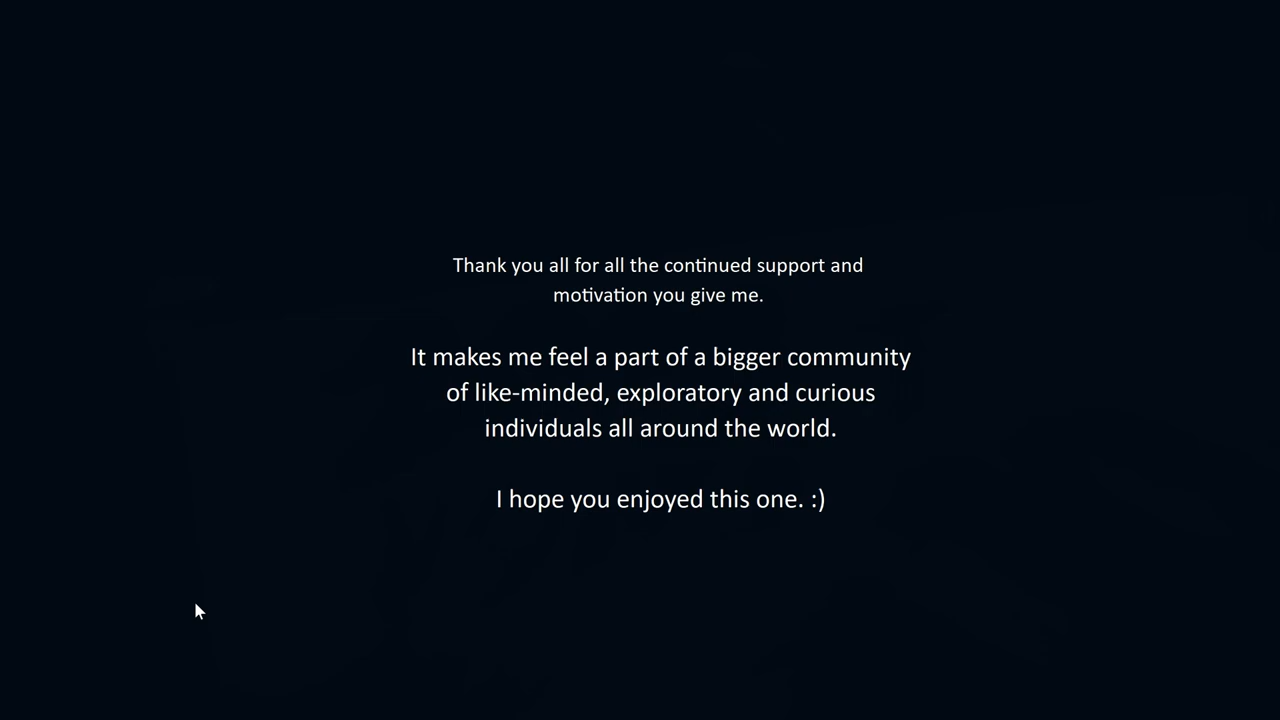 Thank you all for all the continued support and
motivation you give me.
It makes me feel a part of a bigger community
of like-minded, exploratory and curious
individuals all around the world.
I hope you enjoyed this one. :)